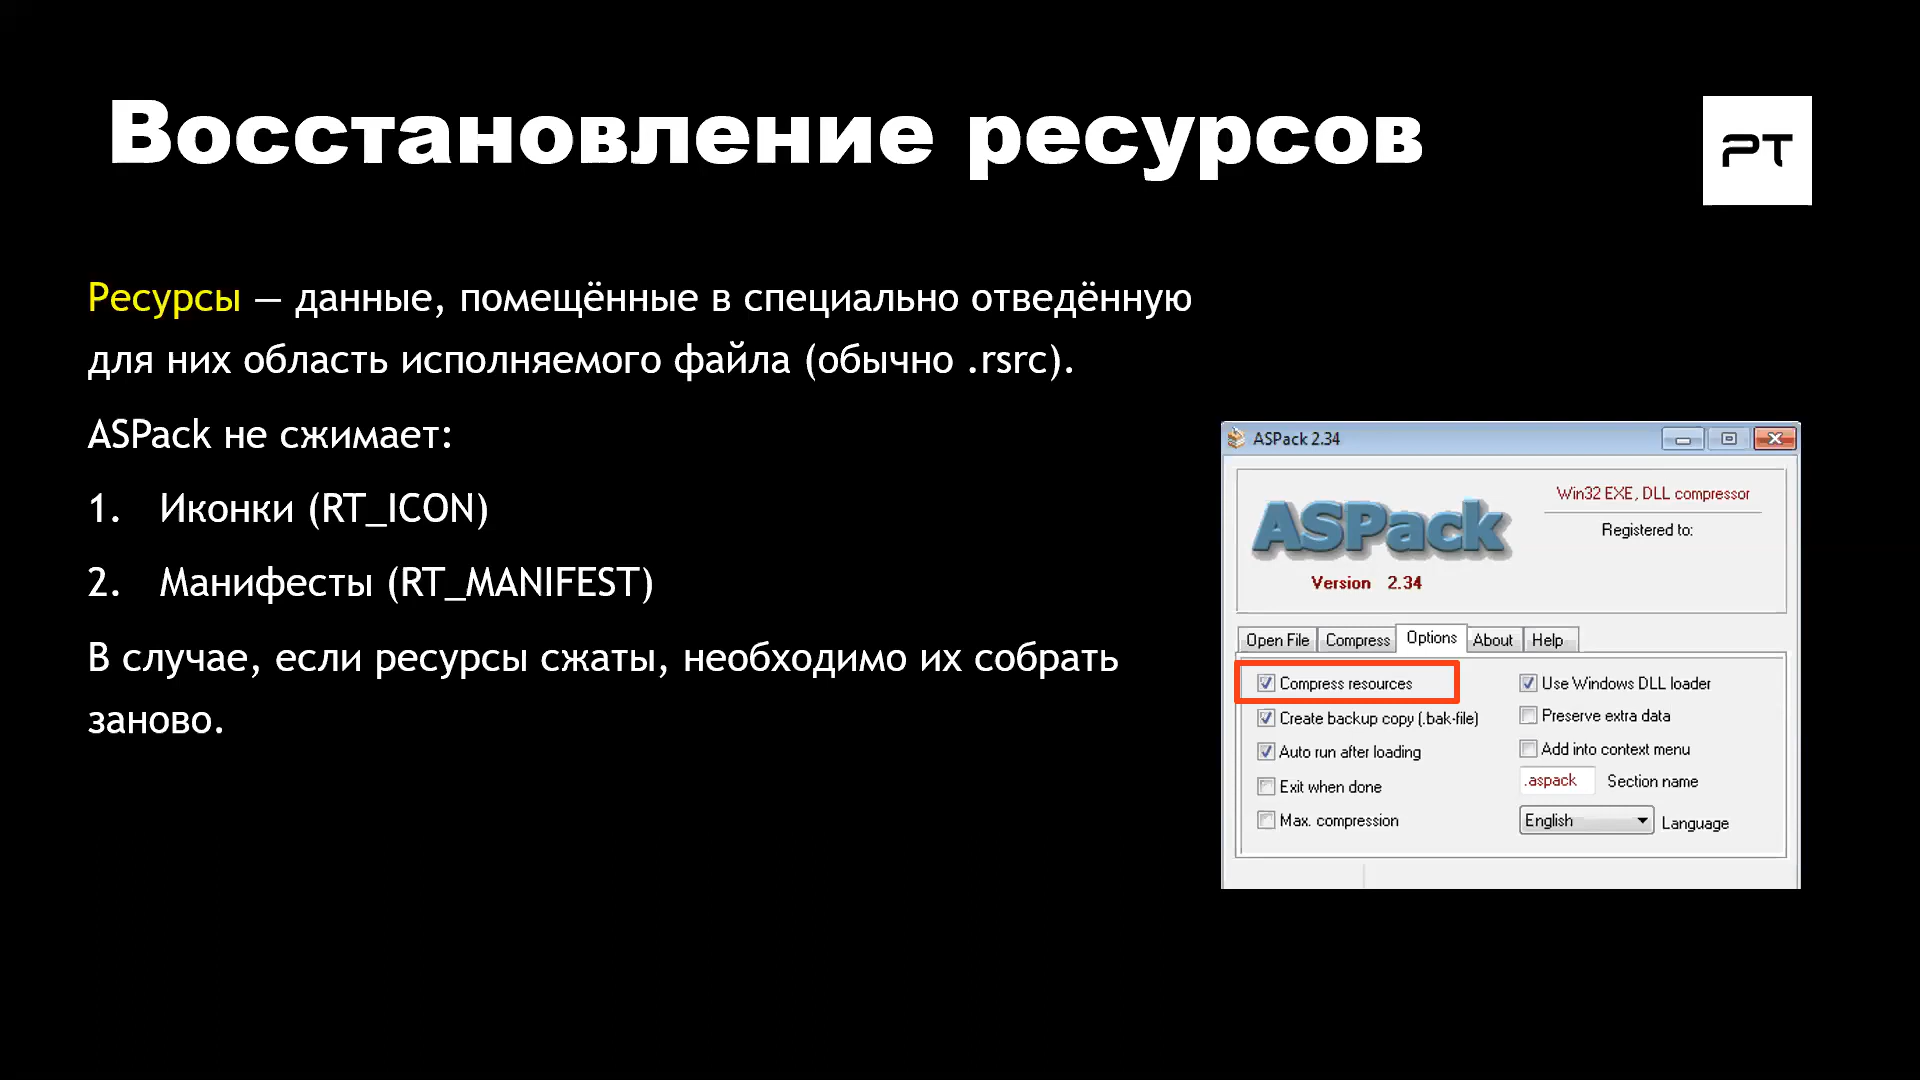 Восстановление ресурсов
PT
Ресурсы — данные, помещённые в специально отведённую
для них область исполняемого файла (обычно .rsrc).
ASPack не сжимает:
1. Иконки (RT_ICON)
2. Манифесты (RT_MANIFEST)
В случае, если ресурсы сжаты, необходимо их собрать
заново.
ASPack 2.34
ASPack
Version 2.34
Win32 EXE, DLL compressor
Registered to:
Open File Compress Options About Help
Compress resources
Create backup copy (.bak-file)
Auto run after loading
Exit when done
Max. compression
Use Windows DLL loader
Preserve extra data
Add into context menu
.aspack Section name
English Language